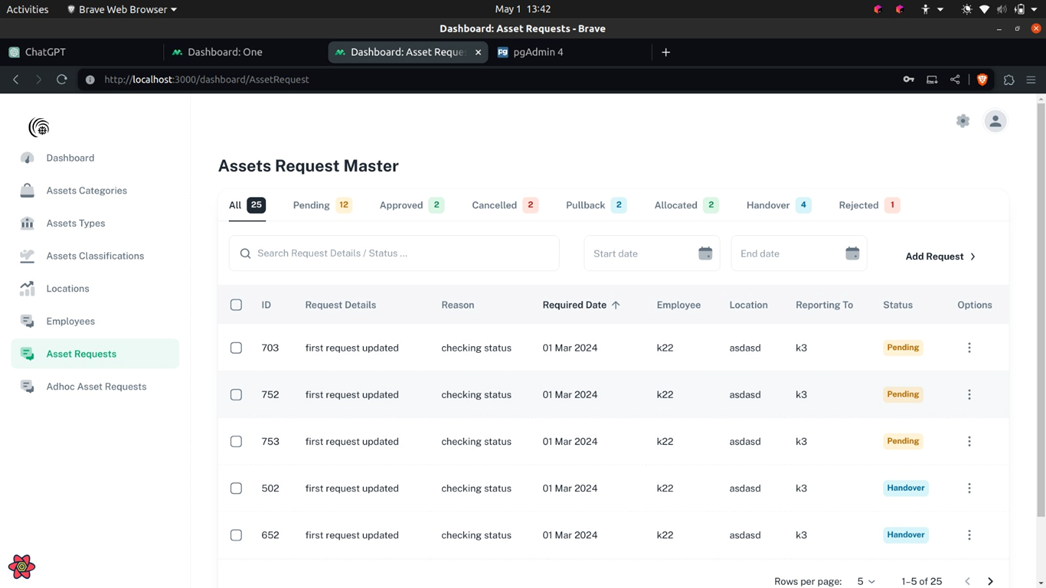 Activities Brave Web Browser May 1 13:42
Dashboard: Asset Requests - Brave
ChatGPT Dashboard: One Dashboard: Asset Reque Pg pgAdmin 4
http://localhost:3000/dashboard/AssetRequest
Dashboard
Assets Categories
Assets Types
Assets Classifications
Locations
Employees
Asset Requests
Adhoc Asset Requests
Assets Request Master
All 25 Pending 12 Approved 2 Cancelled 2 Pullback 2 Allocated 2 Handover 4 Rejected 1
Search Request Details / Status ... Start date End date Add Request
ID Request Details Reason Required Date Employee Location Reporting To Status Options
703 first request updated checking status 01 Mar 2024 k22 asdasd k3 Pending
752 first request updated checking status 01 Mar 2024 k22 asdasd k3 Pending
753 first request updated checking status 01 Mar 2024 k22 asdasd k3 Pending
502 first request updated checking status 01 Mar 2024 k22 asdasd k3 Handover
652 first request updated checking status 01 Mar 2024 k22 asdasd k3 Handover
Rows per page: 5 1–5 of 25